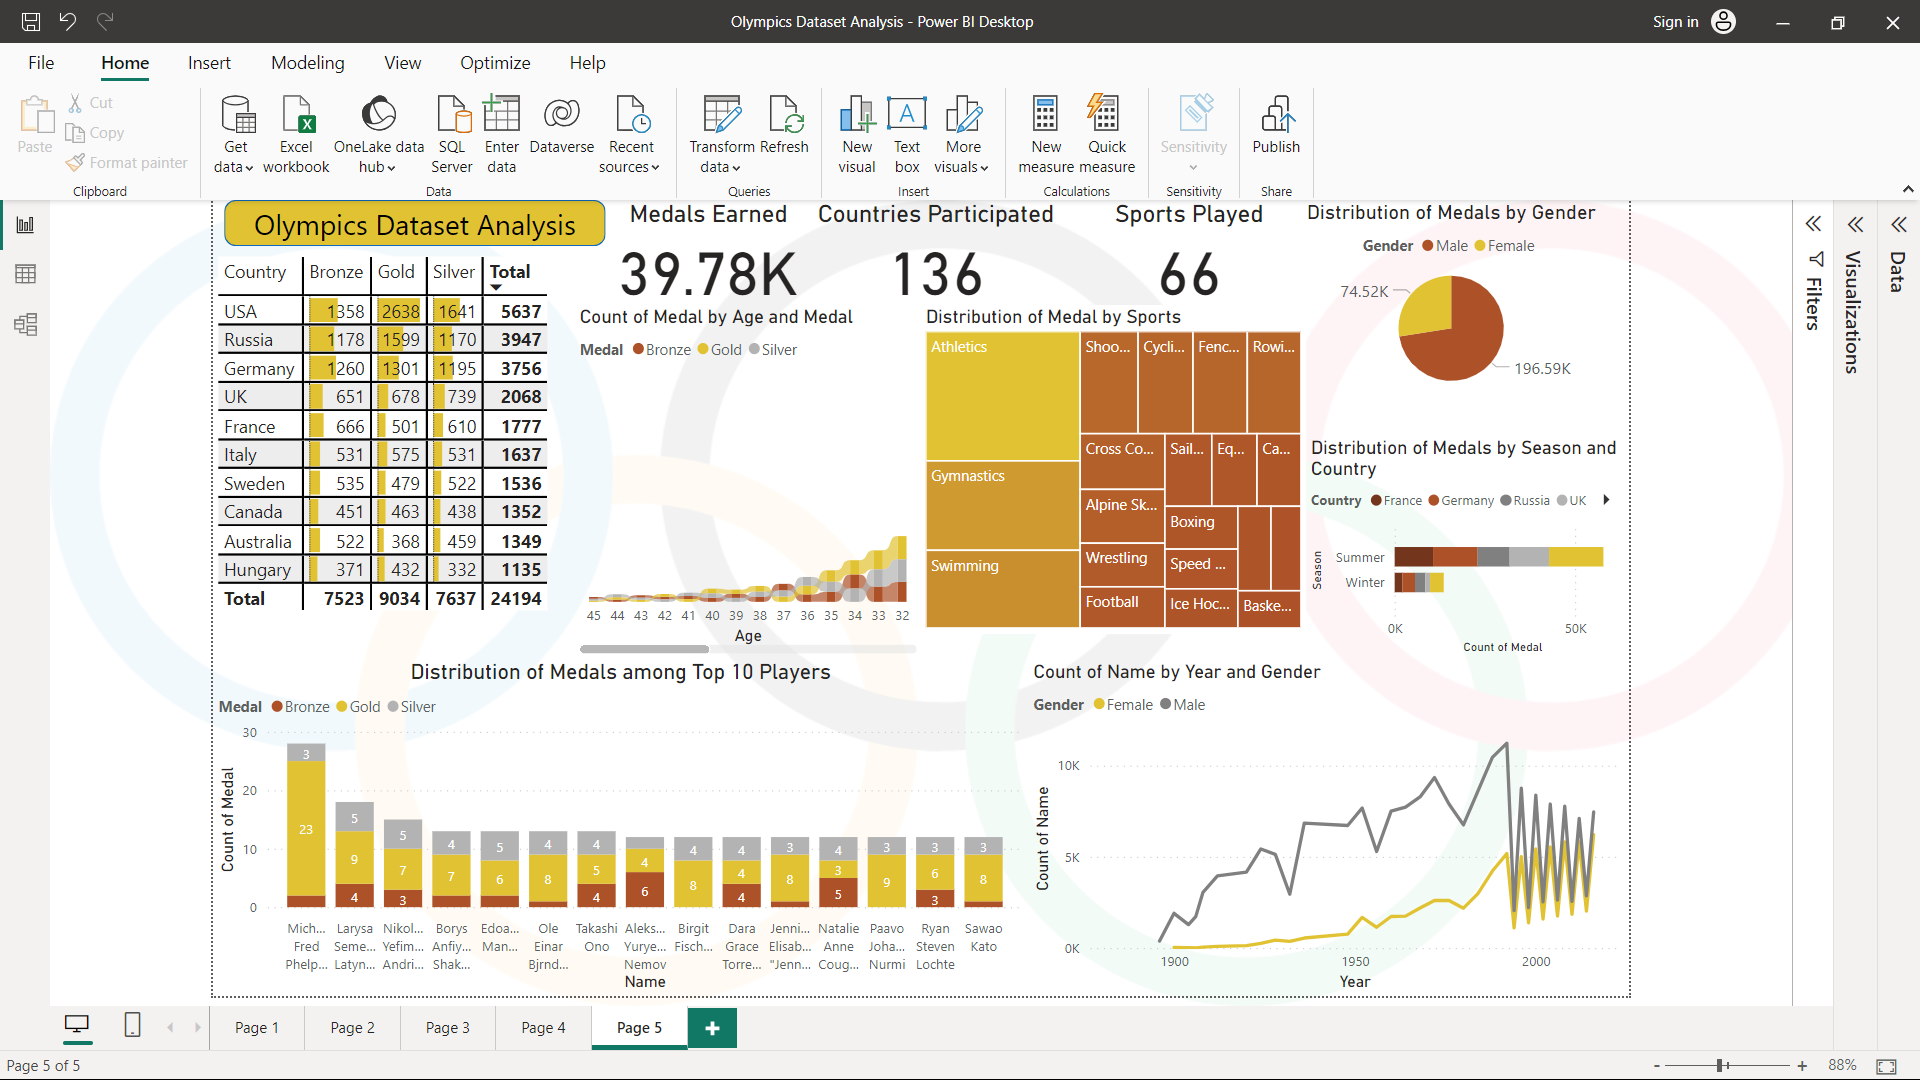 Olympics Dataset Analysis - Power BI Desktop
Sign in
File Home Insert Modeling View Optimize Help
Paste
Cut
Copy
Format painter
Clipboard
Get data
Excel workbook
OneLake data hub
SQL Server
Enter data
Dataverse
Recent sources
Data
Transform data
Refresh
Queries
New visual
Text box
More visuals
Insert
New measure
Quick measure
Calculations
Sensitivity
Sensitivity
Publish
Share
Olympics Dataset Analysis
Medals Earned
39.78K
Countries Participated
136
Sports Played
66
Country Bronze Gold Silver Total
USA 1358 2638 1641 5637
Russia 1178 1599 1170 3947
Germany 1260 1301 1195 3756
UK 651 678 739 2068
France 666 501 610 1777
Italy 531 575 531 1637
Sweden 535 479 522 1536
Canada 451 463 438 1352
Australia 522 368 459 1349
Hungary 371 432 332 1135
Total 7523 9034 7637 24194
Count of Medal by Age and Medal
Medal Bronze Gold Silver
45 44 43 42 41 40 39 38 37 36 35 34 33 32
Age
Distribution of Medal by Sports
Athletics
Gymnastics
Swimming
Shoo... Cycli... Fenc... Rowi...
Cross Co... Sail... Eq... Ca...
Alpine Sk...
Boxing
Wrestling
Speed ...
Football
Ice Hoc...
Baske...
Distribution of Medals by Gender
Gender Male Female
74.52K
196.59K
Distribution of Medals by Season and
Country
Country France Germany Russia UK
Season
Summer
Winter
0K 50K
Count of Medal
Filters
Visualizations
Data
Distribution of Medals among Top 10 Players
Medal Bronze Gold Silver
Count of Medal
30
20
10
0
3
23
5
9
4
5
7
3
4
7
5
6
4
8
4
5
4
4
6
4
8
4
4
4
3
8
4
3
5
3
9
3
6
3
3
8
Mich... Fred Phelp...
Larysa Seme... Latyn...
Nikol... Yefim... Andri...
Borys Anfiy... Shak...
Edoa... Man...
Ole Einar Bjrnd...
Takashi Ono
Aleks... Yurye... Nemov
Birgit Fisch...
Dara Grace Torre...
Jenni... Elisab... "Jenn...
Natalie Anne Coug...
Paavo Joha... Nurmi
Ryan Steven Lochte
Sawao Kato
Name
Count of Name by Year and Gender
Gender Female Male
Count of Name
10K
5K
0K
1900 1950 2000
Year
Page 1 Page 2 Page 3 Page 4 Page 5
Page 5 of 5
- + 88%